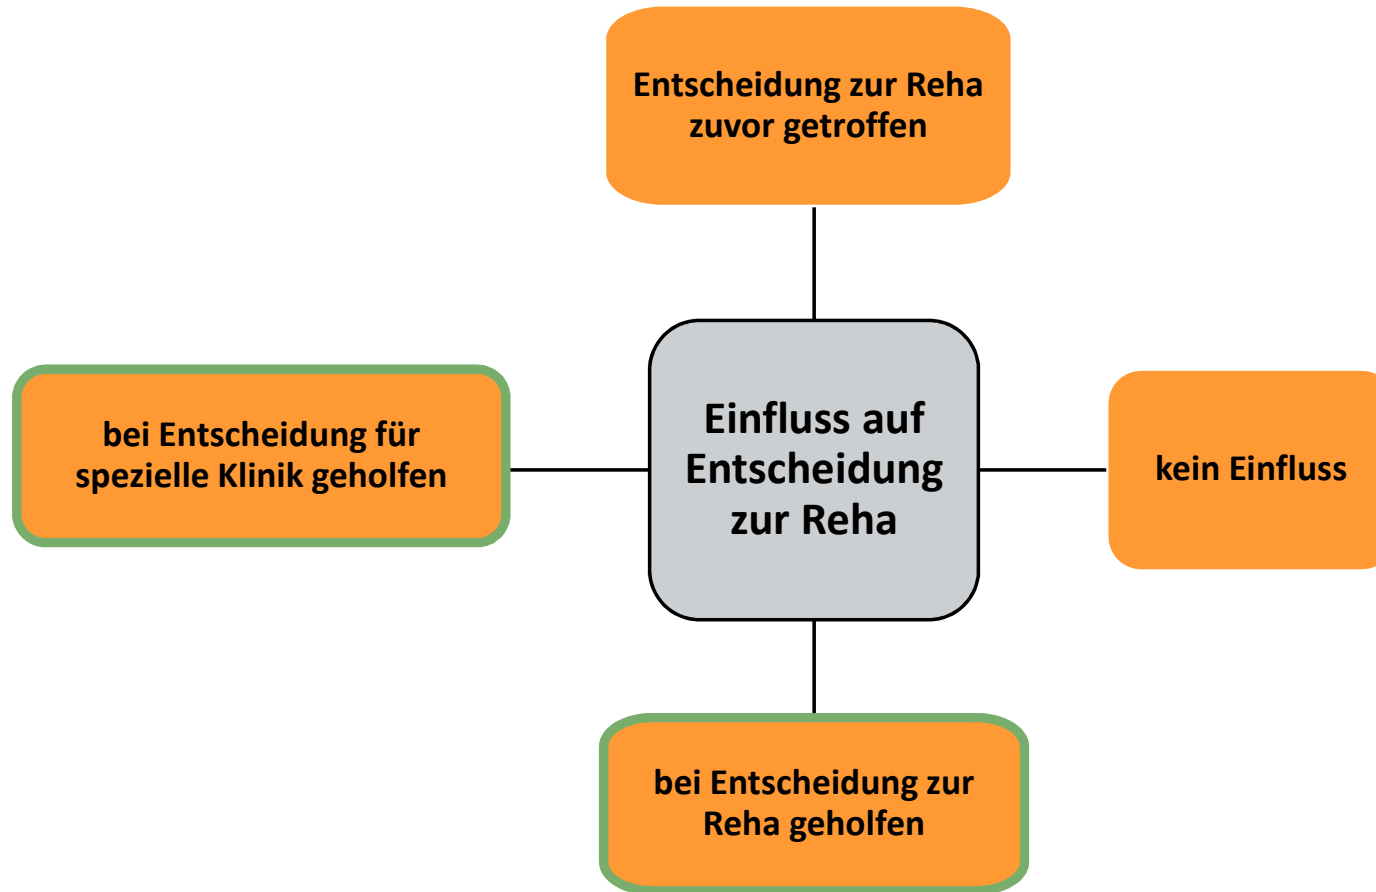 Entscheidung zur Reha
zuvor getroffen
bei Entscheidung für
spezielle Klinik geholfen
Einfluss auf
Entscheidung
zur Reha
kein Einfluss
bei Entscheidung zur
Reha geholfen